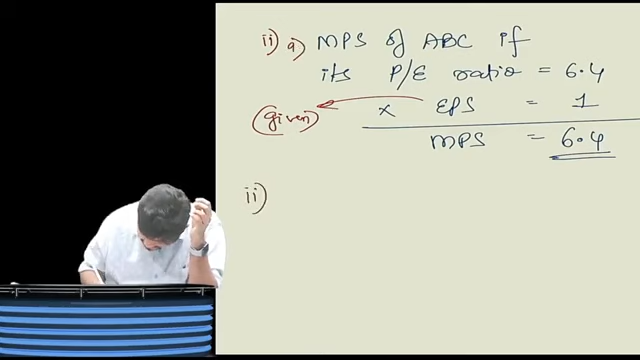 ii) a) MPS of ABC if
its P/E ratio = 6.4
(given) x EPS = 1
MPS = 6.4
ii)